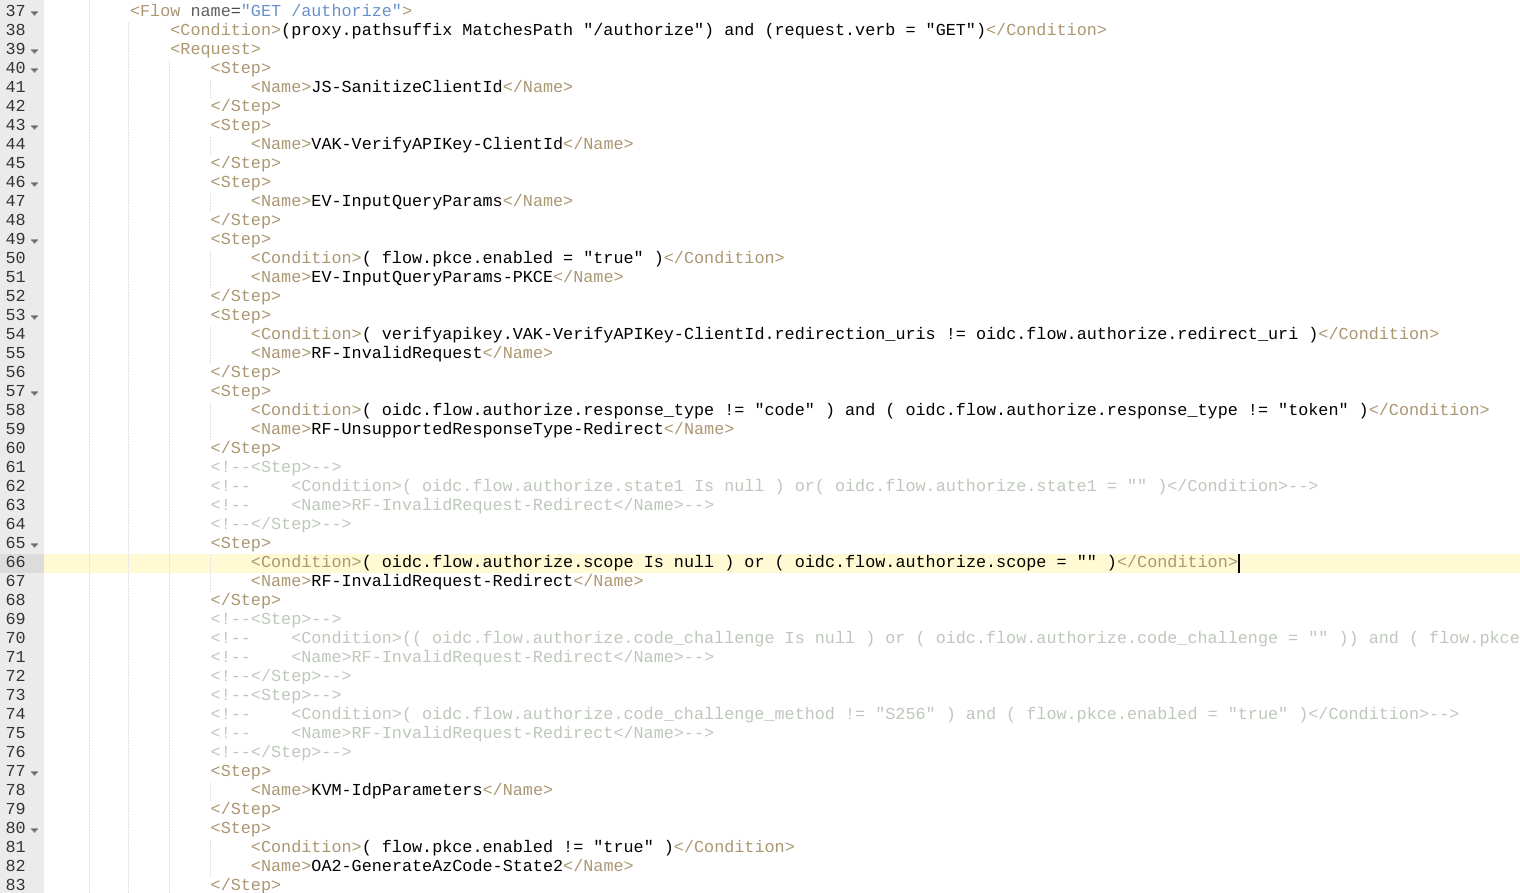 37 <Flow name="GET /authorize">
38 <Condition>(proxy.pathsuffix MatchesPath "/authorize") and (request.verb = "GET")</Condition>
39 <Request>
40 <Step>
41 <Name>JS-SanitizeClientId</Name>
42 </Step>
43 <Step>
44 <Name>VAK-VerifyAPIKey-ClientId</Name>
45 </Step>
46 <Step>
47 <Name>EV-InputQueryParams</Name>
48 </Step>
49 <Step>
50 <Condition>( flow.pkce.enabled = "true" )</Condition>
51 <Name>EV-InputQueryParams-PKCE</Name>
52 </Step>
53 <Step>
54 <Condition>( verifyapikey.VAK-VerifyAPIKey-ClientId.redirection_uris != oidc.flow.authorize.redirect_uri )</Condition>
55 <Name>RF-InvalidRequest</Name>
56 </Step>
57 <Step>
58 <Condition>( oidc.flow.authorize.response_type != "code" ) and ( oidc.flow.authorize.response_type != "token" )</Condition>
59 <Name>RF-UnsupportedResponseType-Redirect</Name>
60 </Step>
61 <!--<Step>-->
62 <!--    <Condition>( oidc.flow.authorize.state1 Is null ) or( oidc.flow.authorize.state1 = "" )</Condition>-->
63 <!--    <Name>RF-InvalidRequest-Redirect</Name>-->
64 <!--</Step>-->
65 <Step>
66 <Condition>( oidc.flow.authorize.scope Is null ) or ( oidc.flow.authorize.scope = "" )</Condition>
67 <Name>RF-InvalidRequest-Redirect</Name>
68 </Step>
69 <!--<Step>-->
70 <!--    <Condition>(( oidc.flow.authorize.code_challenge Is null ) or ( oidc.flow.authorize.code_challenge = "" )) and ( flow.pkce
71 <!--    <Name>RF-InvalidRequest-Redirect</Name>-->
72 <!--</Step>-->
73 <!--<Step>-->
74 <!--    <Condition>( oidc.flow.authorize.code_challenge_method != "S256" ) and ( flow.pkce.enabled = "true" )</Condition>-->
75 <!--    <Name>RF-InvalidRequest-Redirect</Name>-->
76 <!--</Step>-->
77 <Step>
78 <Name>KVM-IdpParameters</Name>
79 </Step>
80 <Step>
81 <Condition>( flow.pkce.enabled != "true" )</Condition>
82 <Name>OA2-GenerateAzCode-State2</Name>
83 </Step>